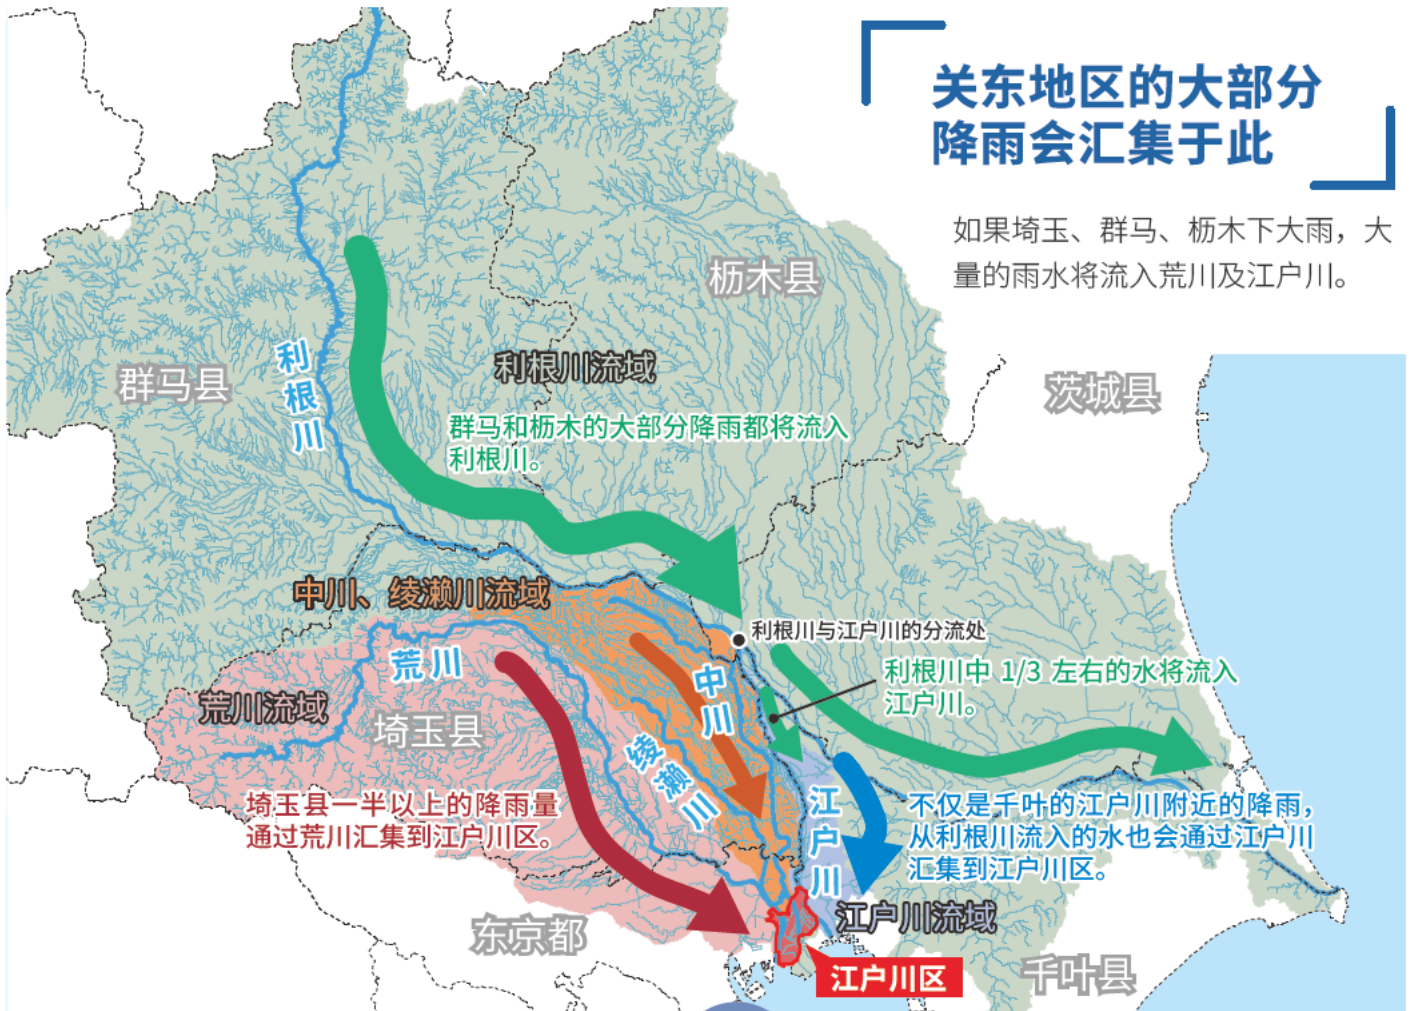 关东地区的大部分
降雨会汇集于此
如果埼玉、群马、枥木下大雨，大
量的雨水将流入荒川及江户川。
枥木县
利根川
利根川流域
群马县
茨城县
群马和枥木的大部分降雨都将流入
利根川。
中川、绫濑川流域
利根川与江户川的分流处
荒川
中川
利根川中 1/3 左右的水将流入
江户川。
荒川流域
埼玉县
绫濑川
江户川
埼玉县一半以上的降雨量
通过荒川汇集到江户川区。
不仅是千叶的江户川附近的降雨，
从利根川流入的水也会通过江户川
汇集到江户川区。
东京都
江户川流域
江户川区
千叶县